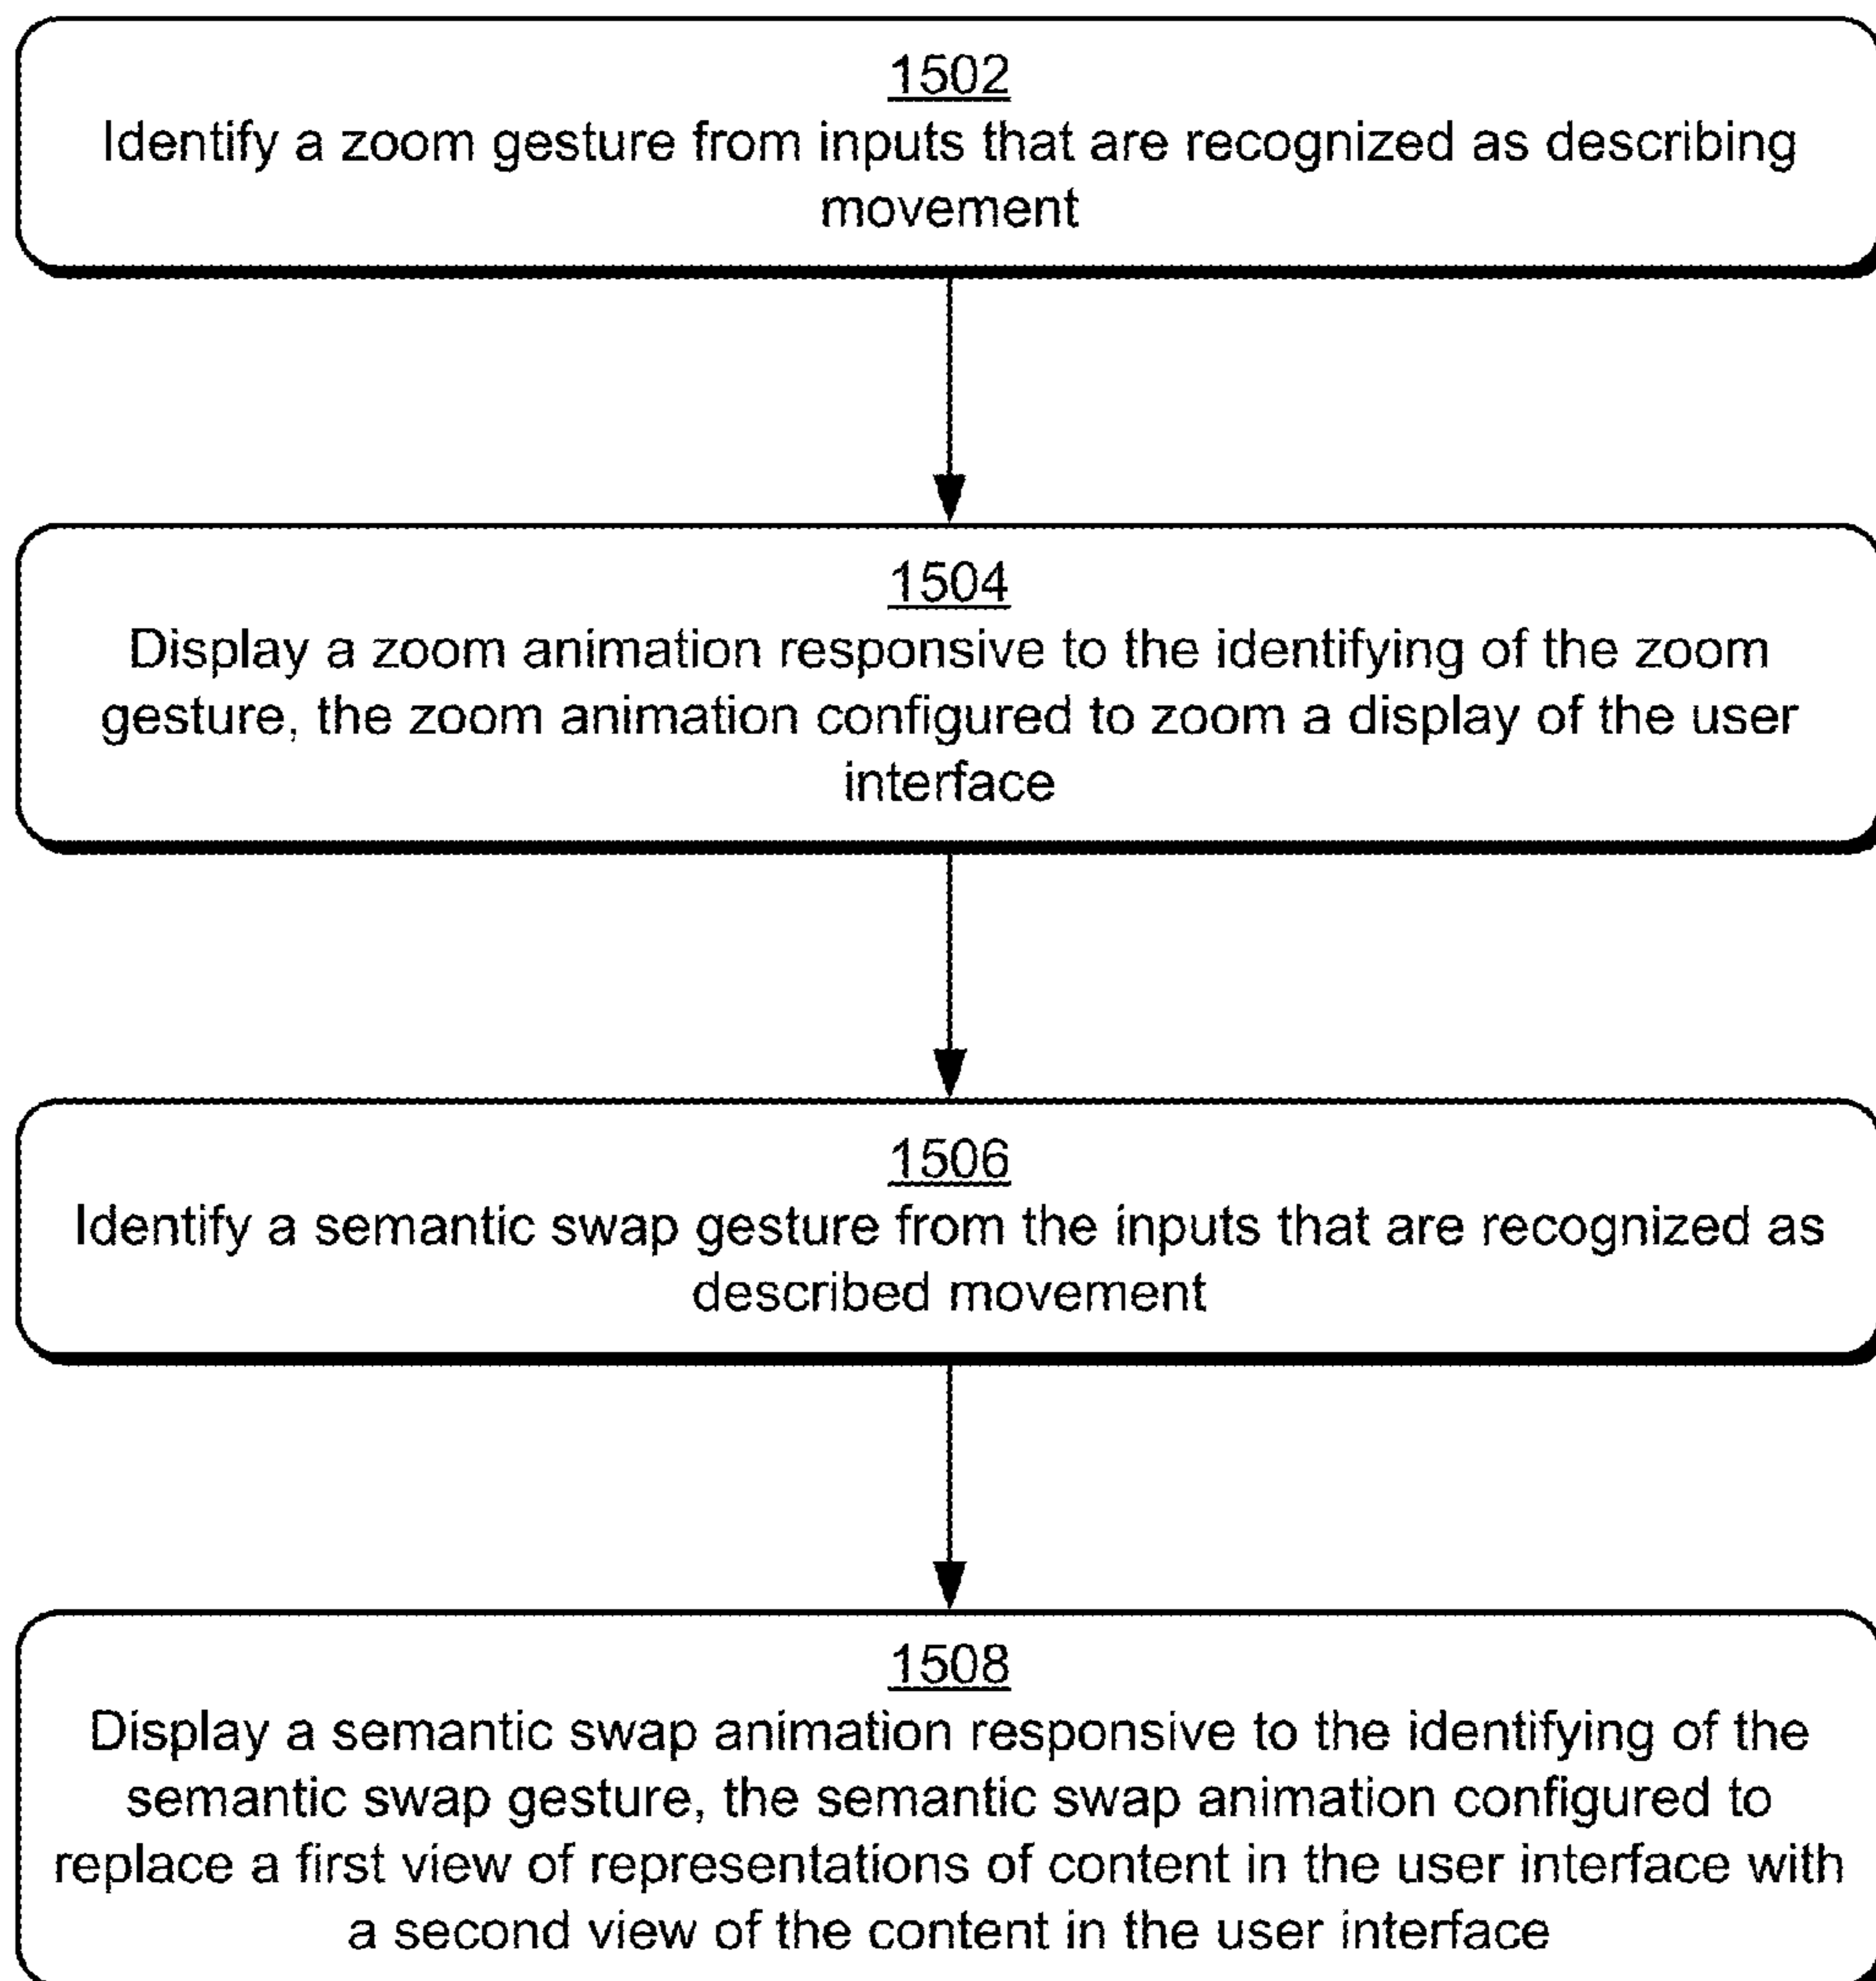 1502
Identify a zoom gesture from inputs that are recognized as describing
movement
1504
Display a zoom animation responsive to the identifying of the zoom
gesture, the zoom animation configured to zoom a display of the user
interface
1506
Identify a semantic swap gesture from the inputs that are recognized as
described movement
1508
Display a semantic swap animation responsive to the identifying of the
semantic swap gesture, the semantic swap animation configured to
replace a first view of representations of content in the user interface with
a second view of the content in the user interface